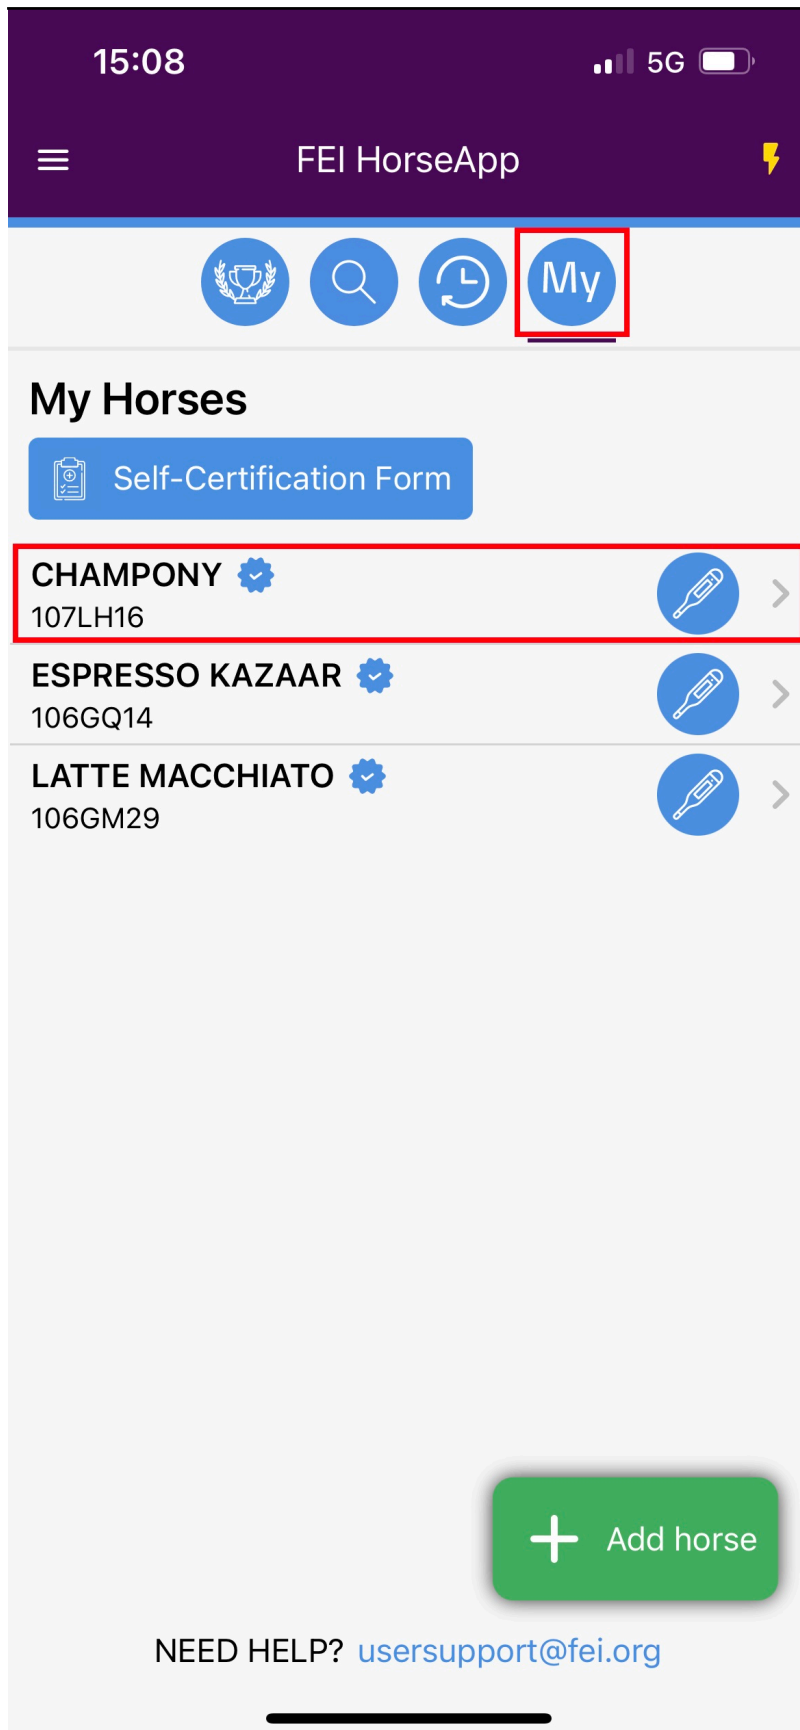 15:08 5G
FEI HorseApp
My
My Horses
Self-Certification Form
CHAMPONY
107LH16
ESPRESSO KAZAAR
106GQ14
LATTE MACCHIATO
106GM29
Add horse
NEED HELP? usersupport@fei.org